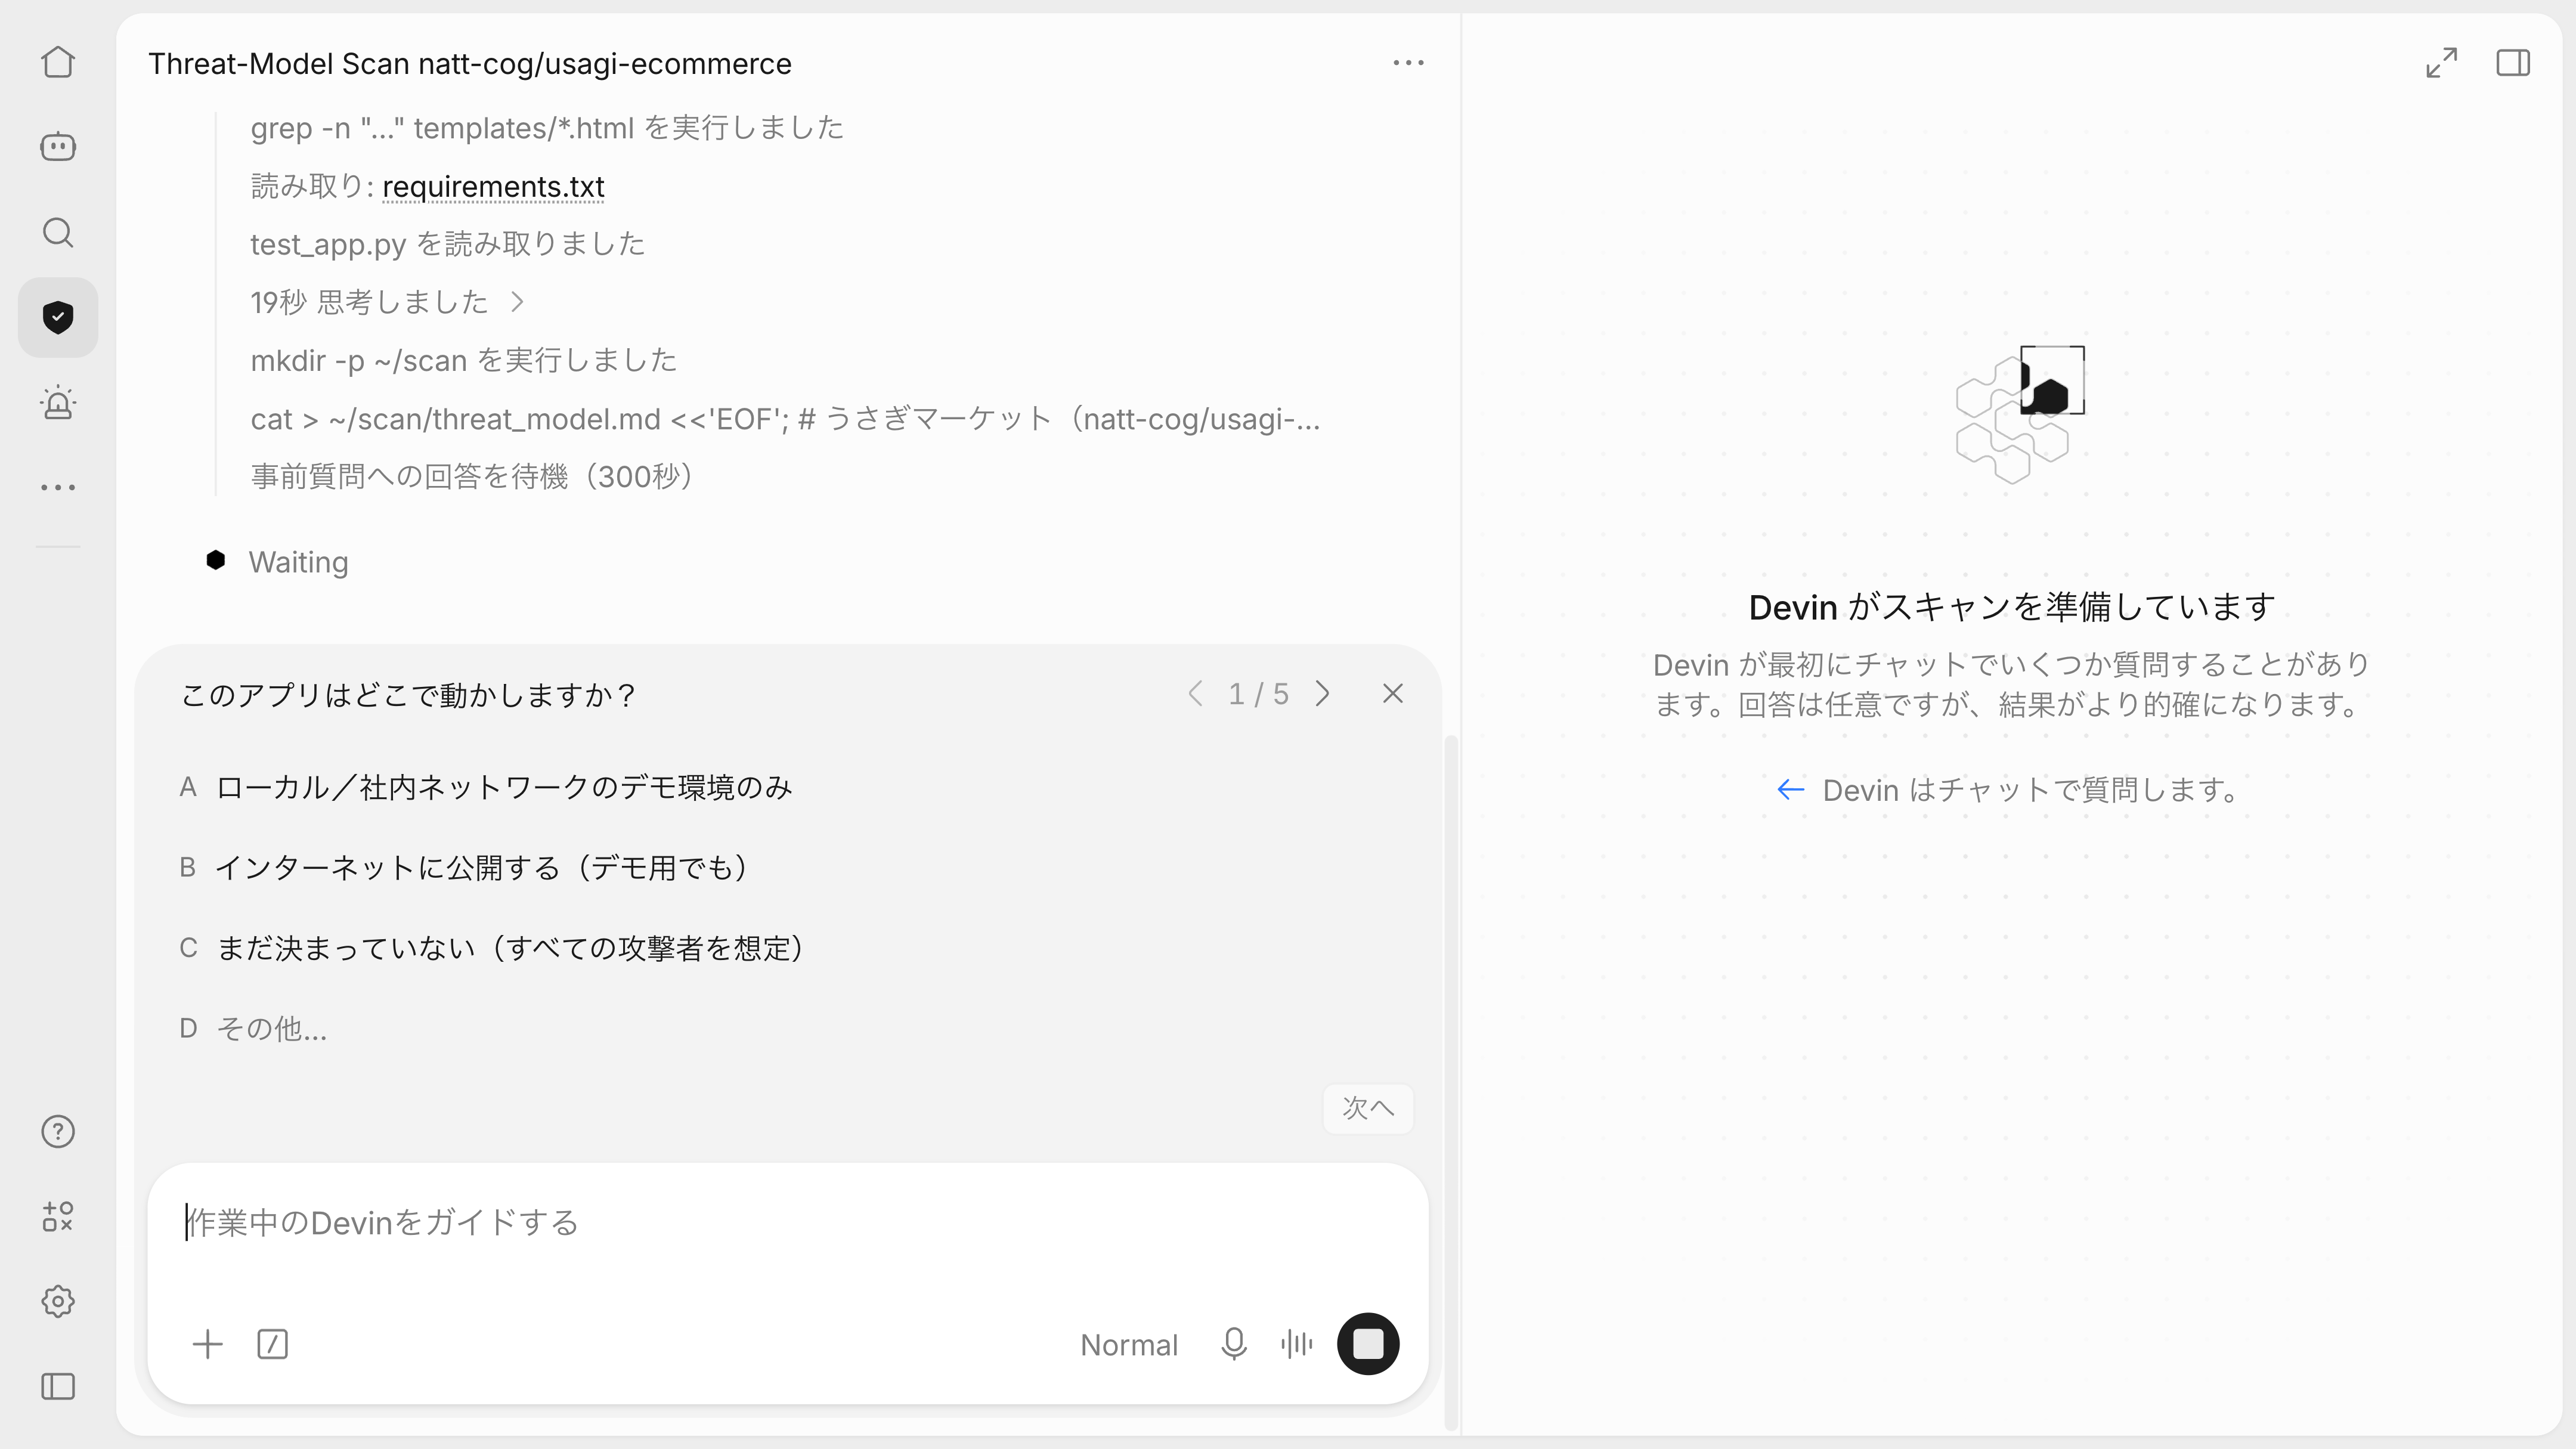 Threat-Model Scan natt-cog/usagi-ecommerce
grep -n "..." templates/*.html を実行しました
読み取り: requirements.txt
test_app.py を読み取りました
19秒 思考しました
mkdir -p ~/scan を実行しました
cat > ~/scan/threat_model.md <<'EOF'; # うさぎマーケット（natt-cog/usagi-...
事前質問への回答を待機（300秒）
Waiting
このアプリはどこで動かしますか？
1 / 5
A ローカル／社内ネットワークのデモ環境のみ
B インターネットに公開する（デモ用でも）
C まだ決まっていない（すべての攻撃者を想定）
D その他...
次へ
作業中のDevinをガイドする
Normal
Devin がスキャンを準備しています
Devin が最初にチャットでいくつか質問することがあり
ます。回答は任意ですが、結果がより的確になります。
Devin はチャットで質問します。